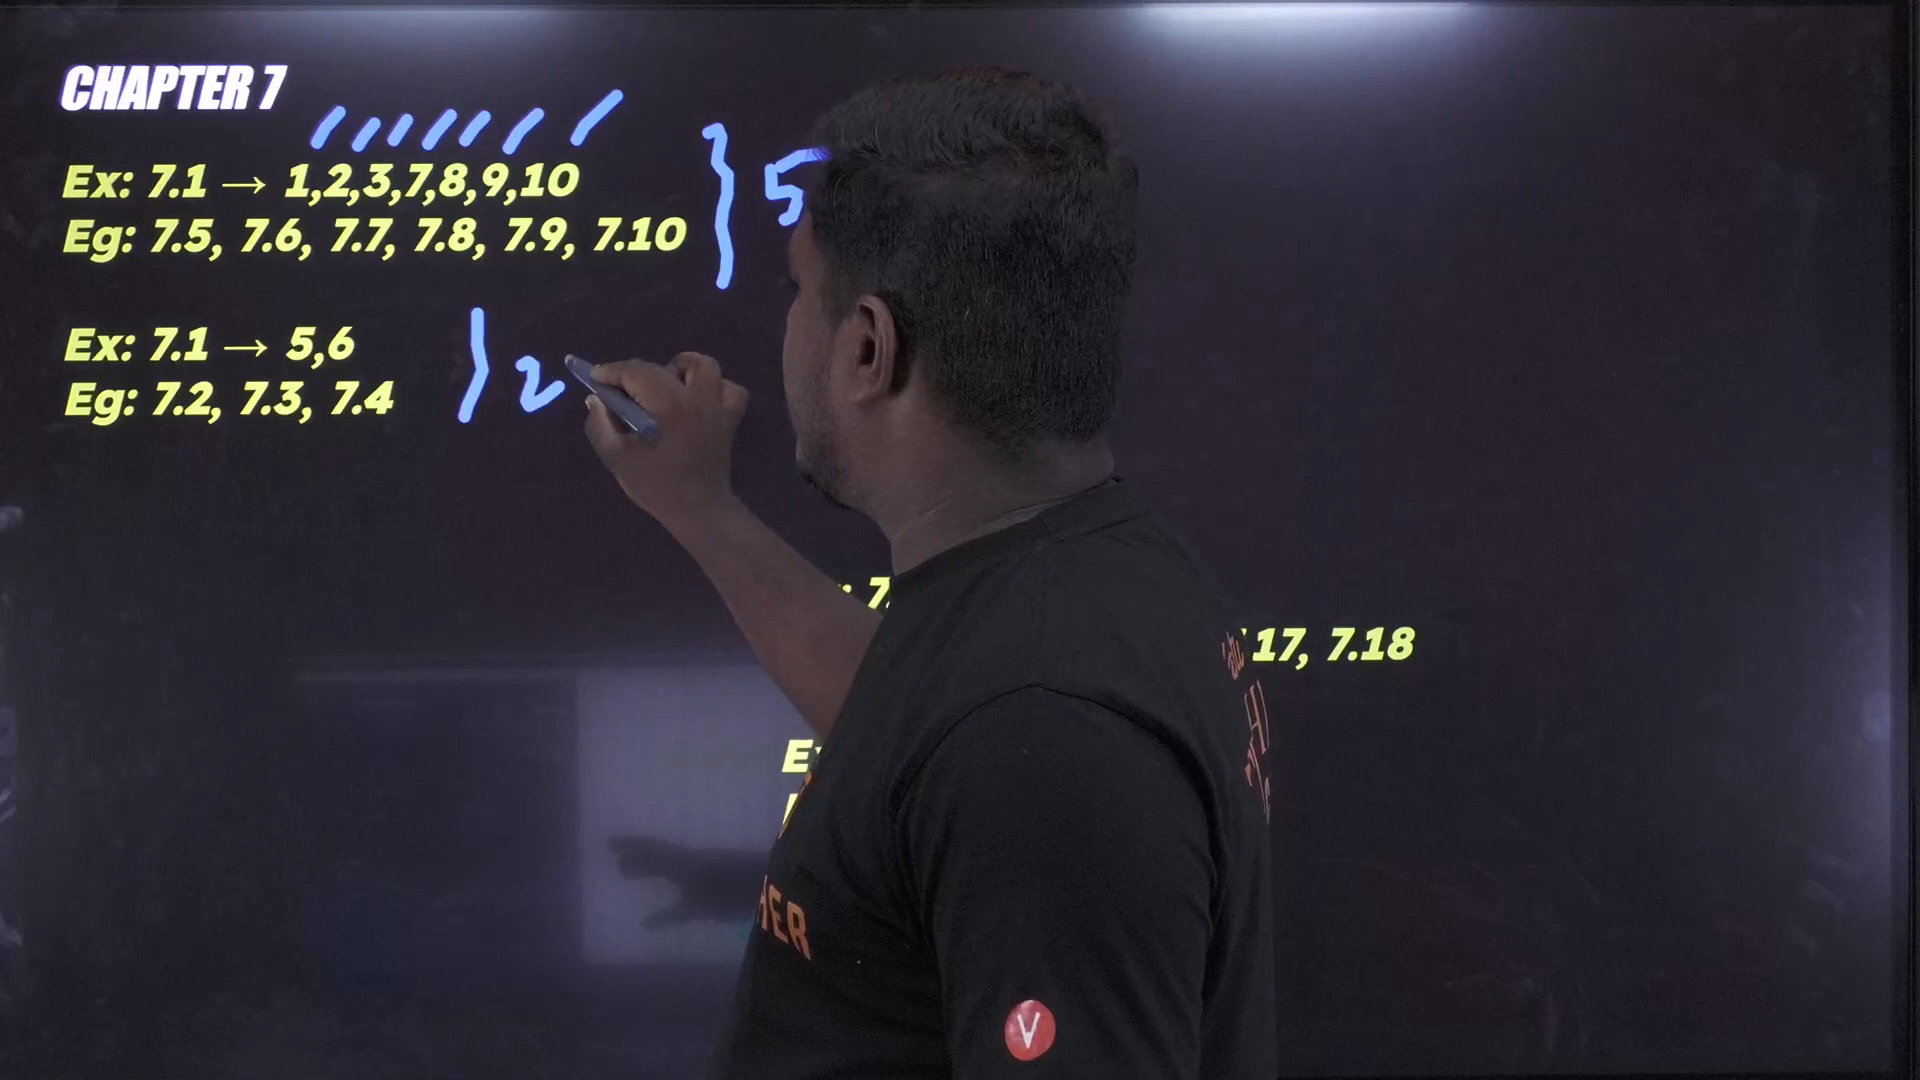 CHAPTER 7
Ex: 7.1 → 1,2,3,7,8,9,10
Eg: 7.5, 7.6, 7.7, 7.8, 7.9, 7.10
} 5
Ex: 7.1 → 5,6
Eg: 7.2, 7.3, 7.4
} 2
17, 7.18
V